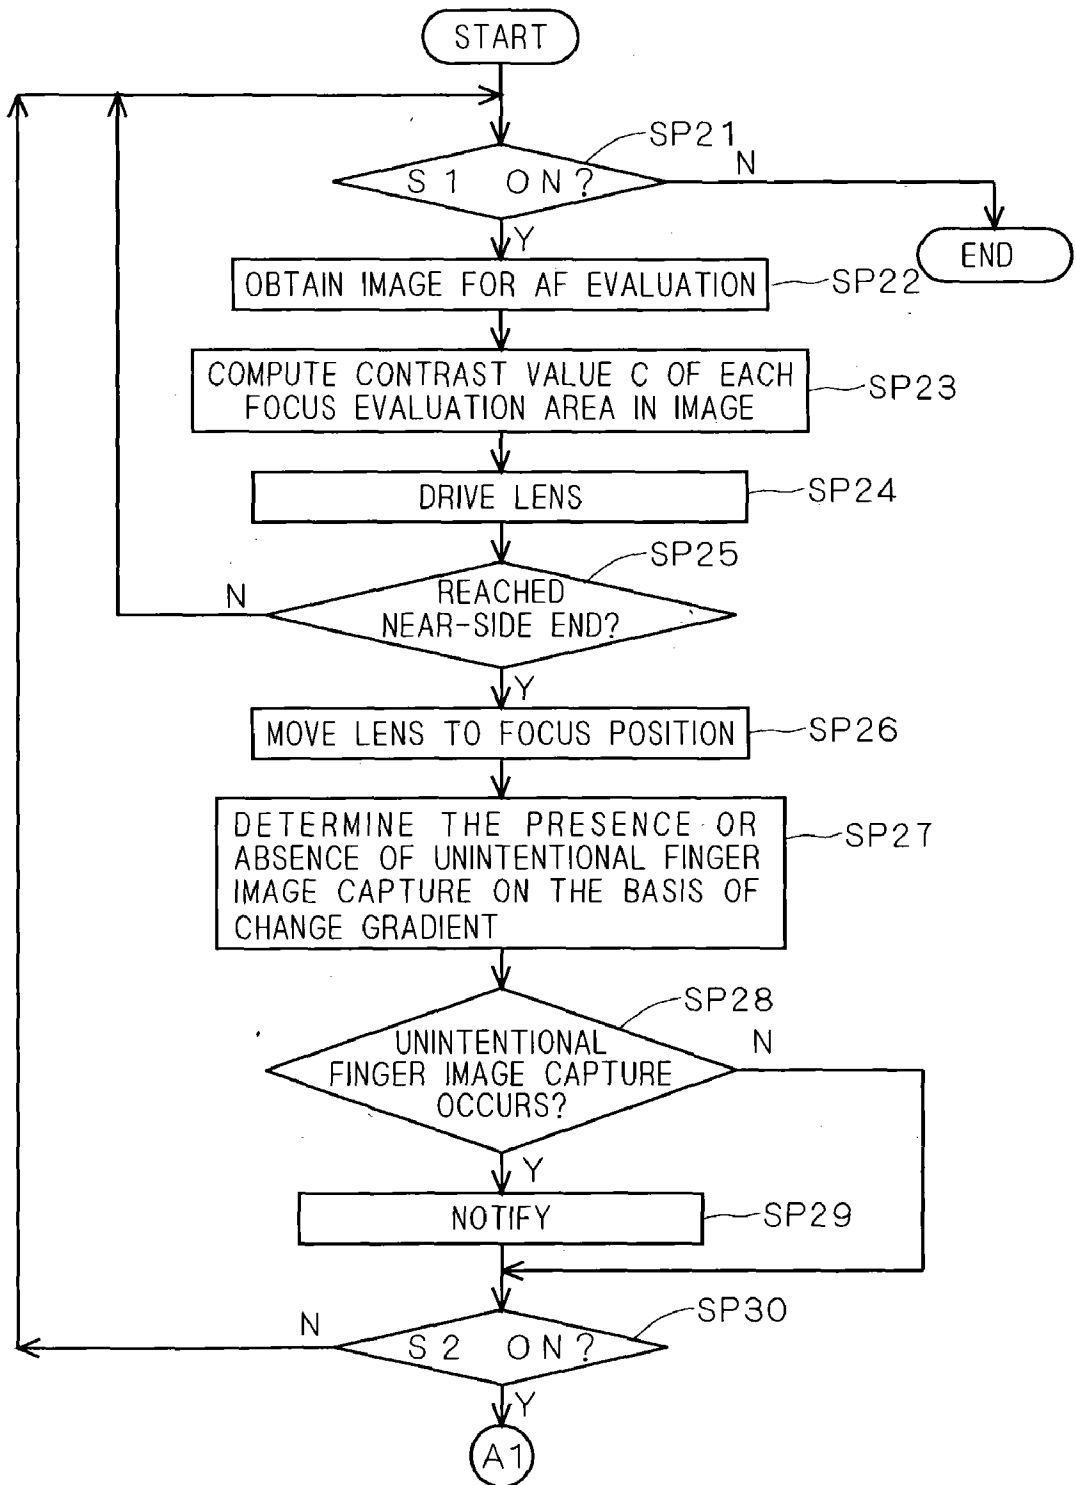 START
SP21
S1 ON?
N
Y
END
OBTAIN IMAGE FOR AF EVALUATION
SP22
COMPUTE CONTRAST VALUE C OF EACH
FOCUS EVALUATION AREA IN IMAGE
SP23
DRIVE LENS
SP24
SP25
N
REACHED
NEAR-SIDE END?
Y
MOVE LENS TO FOCUS POSITION
SP26
DETERMINE THE PRESENCE OR
ABSENCE OF UNINTENTIONAL FINGER
IMAGE CAPTURE ON THE BASIS OF
CHANGE GRADIENT
SP27
SP28
UNINTENTIONAL
FINGER IMAGE CAPTURE
OCCURS?
N
Y
NOTIFY
SP29
SP30
N
S2 ON?
Y
A1